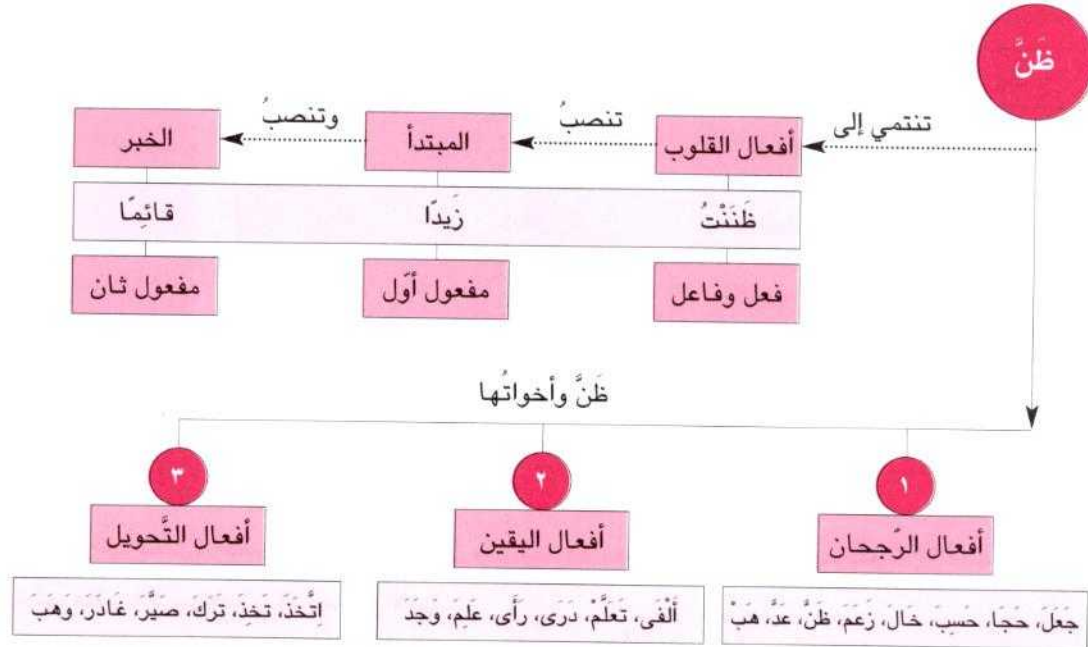 ظَنَّ
تنتمي إلى
تنصبُ
وتنصبُ
أفعال القلوب
المبتدأ
الخبر
ظَنَنْتُ
زَيدًا
قائِمًا
فعل وفاعل
مفعول أوّل
مفعول ثان
ظَنَّ وأخواتُها
١
٢
٣
أفعال الرّجحان
أفعال اليقين
أفعال التَّحويل
جَعَلَ، حَجَا، حَسِبَ، خَالَ، زَعَمَ، ظَنَّ، عَدَّ، هَبْ
أَلْفَى، تَعَلَّمْ، دَرَى، رَأَى، عَلِمَ، وَجَدَ
اِتَّخَذَ، تَخِذَ، تَرَكَ، صَيَّرَ، غَادَرَ، وَهَبَ